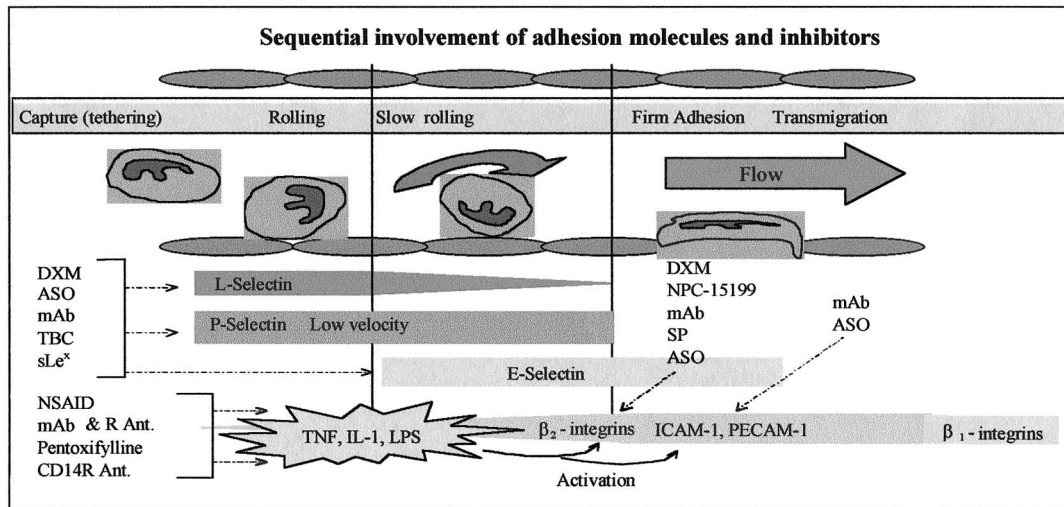 Sequential involvement of adhesion molecules and inhibitors
Capture (tethering) Rolling Slow rolling Firm Adhesion Transmigration
Flow
DXM
ASO
mAb
TBC
sLeˣ
L-Selectin
P-Selectin Low velocity
E-Selectin
DXM
NPC-15199
mAb
SP
ASO
mAb
ASO
NSAID
mAb & R Ant.
Pentoxifylline
CD14R Ant.
TNF, IL-1, LPS
β₂ - integrins
ICAM-1, PECAM-1
β₁ - integrins
Activation